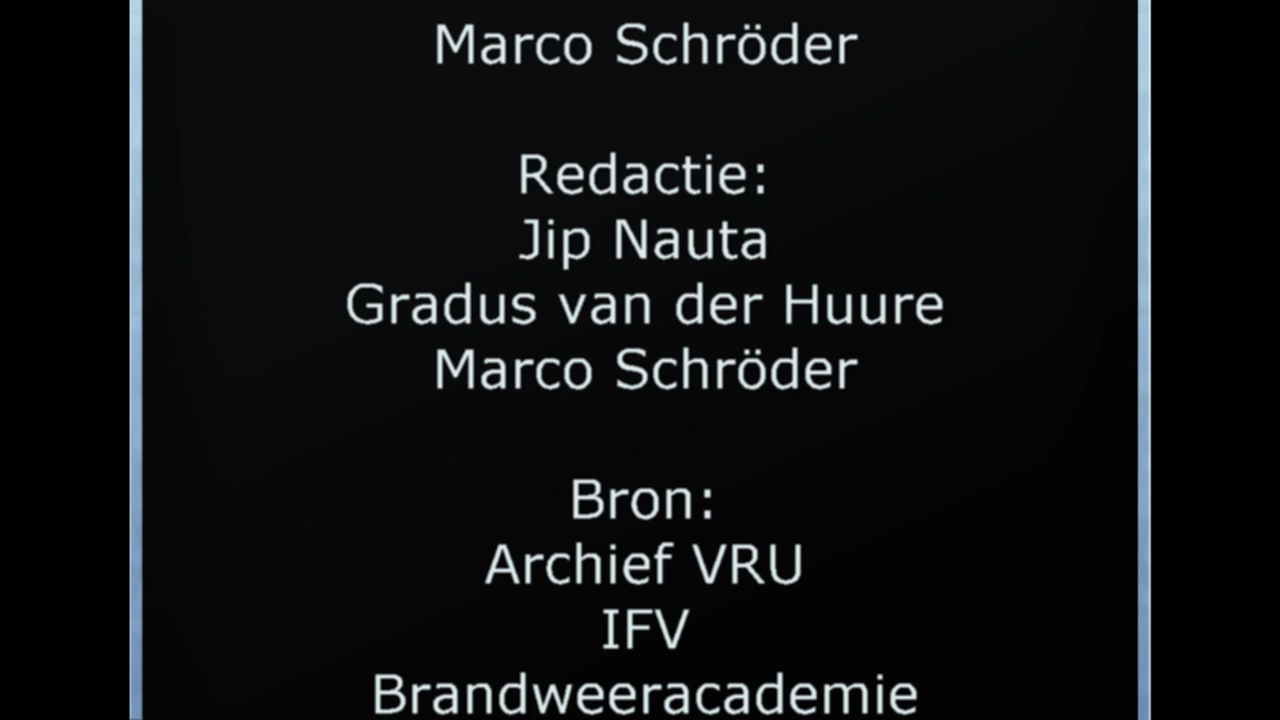 Marco Schröder
Redactie:
Jip Nauta
Gradus van der Huure
Marco Schröder
Bron:
Archief VRU
IFV
Brandweeracademie